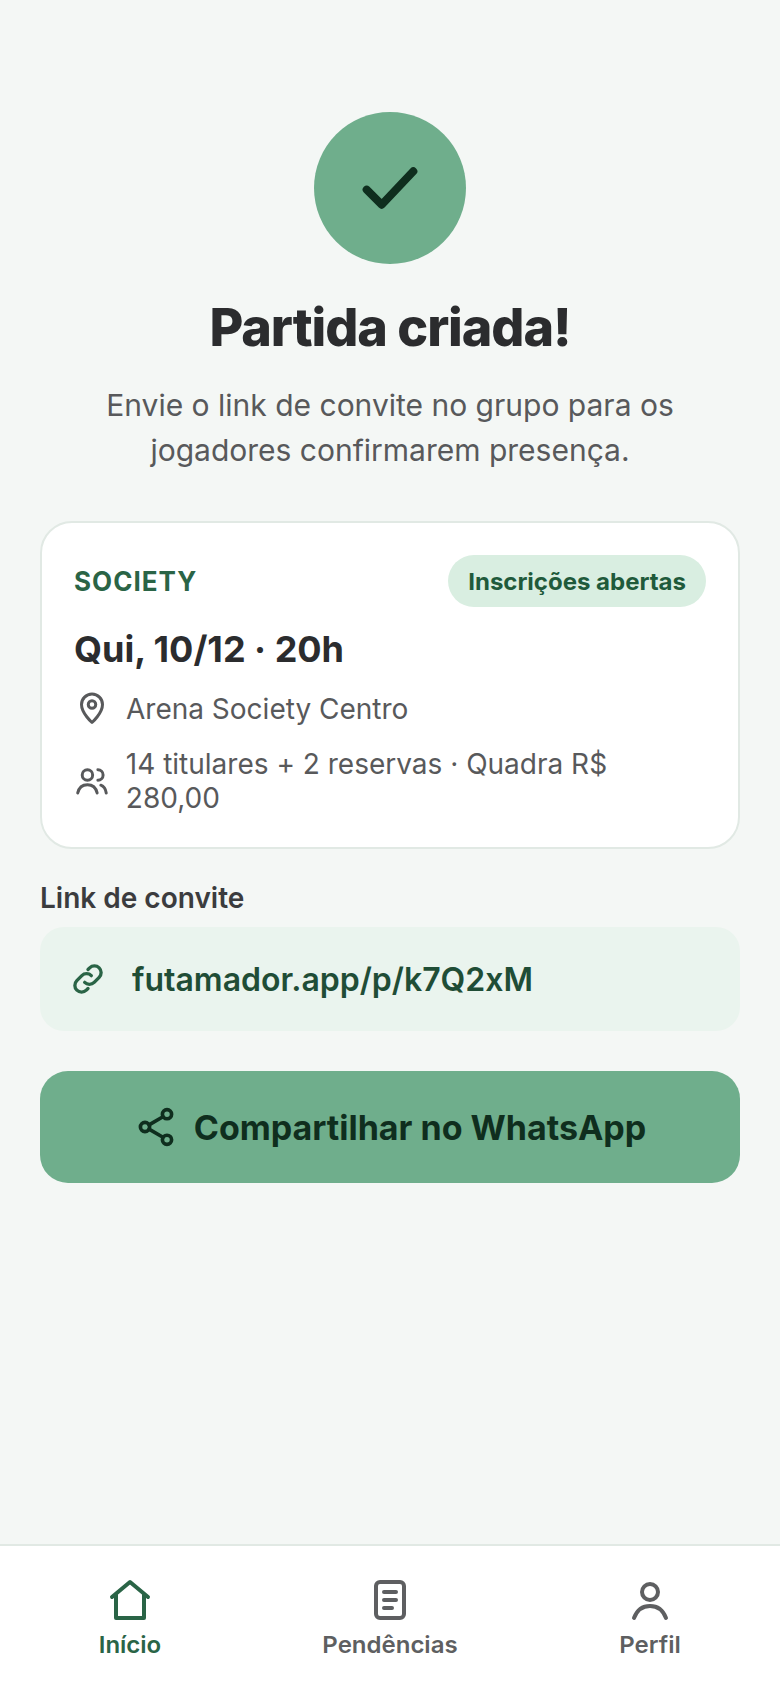 Partida criada!
Envie o link de convite no grupo para os
jogadores confirmarem presença.
SOCIETY
Inscrições abertas
Qui, 10/12 · 20h
Arena Society Centro
14 titulares + 2 reservas · Quadra R$
280,00
Link de convite
futamador.app/p/k7Q2xM
Compartilhar no WhatsApp
Início
Pendências
Perfil